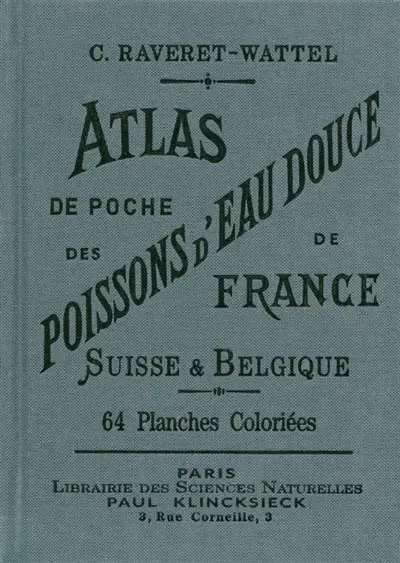 C. RAVERET-WATTEL
ATLAS
DE POCHE
DES
POISSONS D'EAU DOUCE
DE
FRANCE
SUISSE & BELGIQUE
64 Planches Coloriées
PARIS
LIBRAIRIE DES SCIENCES NATURELLES
PAUL KLINCKSIECK
3, Rue Corneille, 3